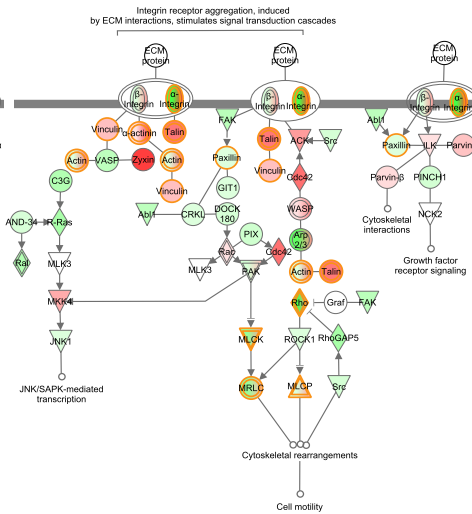 Integrin receptor aggregation, induced
by ECM interactions, stimulates signal transduction cascades
ECM
protein
ECM
protein
ECM
protein
β-
Integrin
α-
Integrin
β-
Integrin
α-
Integrin
β-
Integrin
α-
Integrin
Vinculin
α-actinin
Talin
FAK
Talin
ACK
Src
Abl1
Paxillin
ILK
Parvin
Actin
VASP
Zyxin
Actin
Paxillin
Vinculin
Cdc42
Parvin-β
PINCH1
C3G
Vinculin
GIT1
WASP
AND-34
R-Ras
Abl1
CRKL
DOCK
180
PIX
Arp
2/3
NCK2
Cytoskeletal
interactions
Ral
MLK3
MLK3
Rac
PAK
Cdc42
Actin
Talin
Growth factor
receptor signaling
MKK4
Rho
Graf
FAK
JNK1
MLCK
ROCK1
RhoGAP5
JNK/SAPK-mediated
transcription
MRLC
MLCP
Src
Cytoskeletal rearrangements
Cell motility